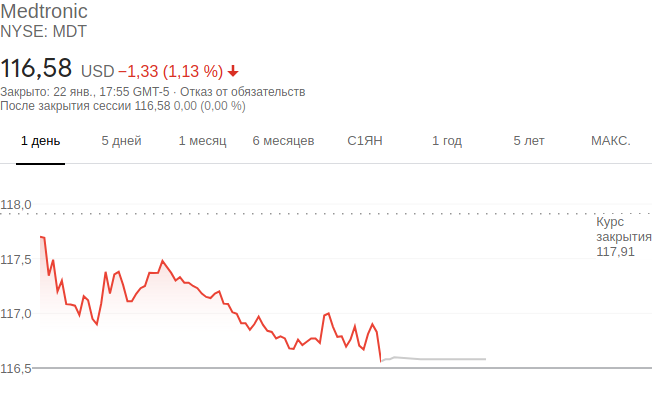 Medtronic
NYSE: MDT
116,58 USD −1,33 (1,13 %)
Закрыто: 22 янв., 17:55 GMT-5 · Отказ от обязательств
После закрытия сессии 116,58 0,00 (0,00 %)
1 день 5 дней 1 месяц 6 месяцев С1ЯН 1 год 5 лет МАКС.
118,0
Курс
закрытия
117,91
117,5
117,0
116,5